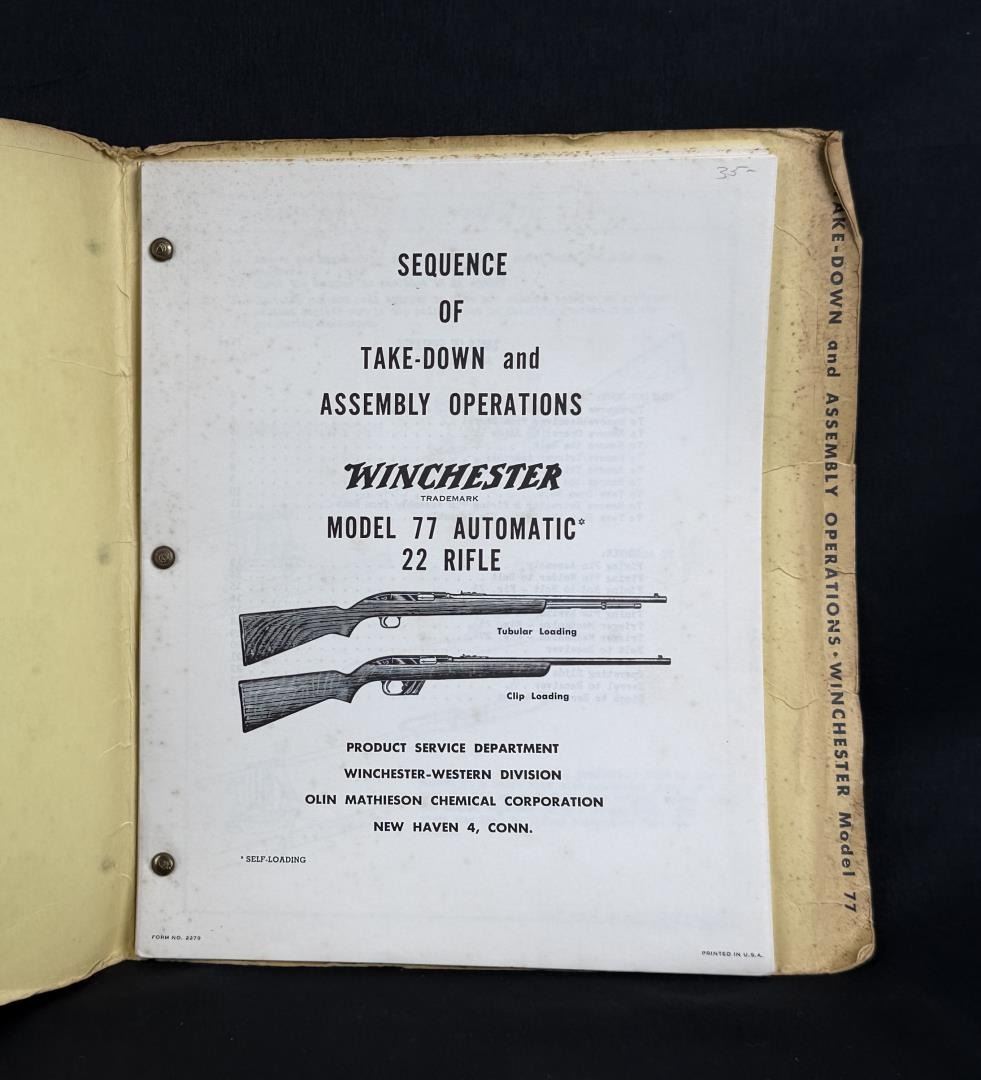 35-
SEQUENCE
OF
TAKE-DOWN and
ASSEMBLY OPERATIONS
WINCHESTER
TRADEMARK
MODEL 77 AUTOMATIC*
22 RIFLE
Tubular Loading
Clip Loading
PRODUCT SERVICE DEPARTMENT
WINCHESTER-WESTERN DIVISION
OLIN MATHIESON CHEMICAL CORPORATION
NEW HAVEN 4, CONN.
* SELF-LOADING
FORM NO. 2279
PRINTED IN U.S.A.
AKE-DOWN and ASSEMBLY OPERATIONS • WINCHESTER Model 77